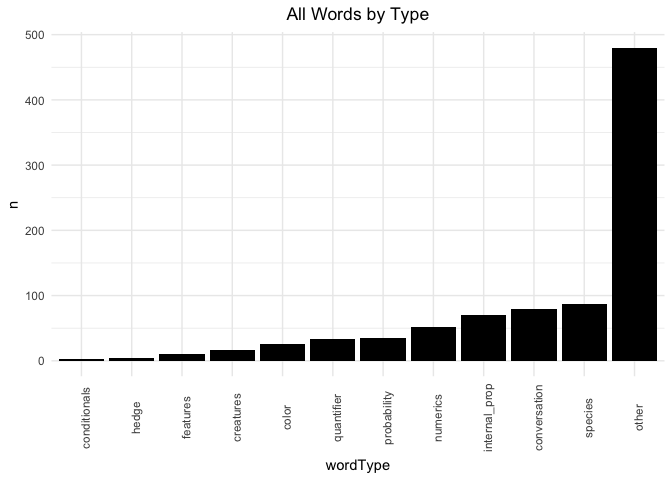 All Words by Type
500
400
300
200
100
0
n
conditionals
hedge
features
creatures
color
quantifier
probability
numerics
internal_prop
conversation
species
other
wordType